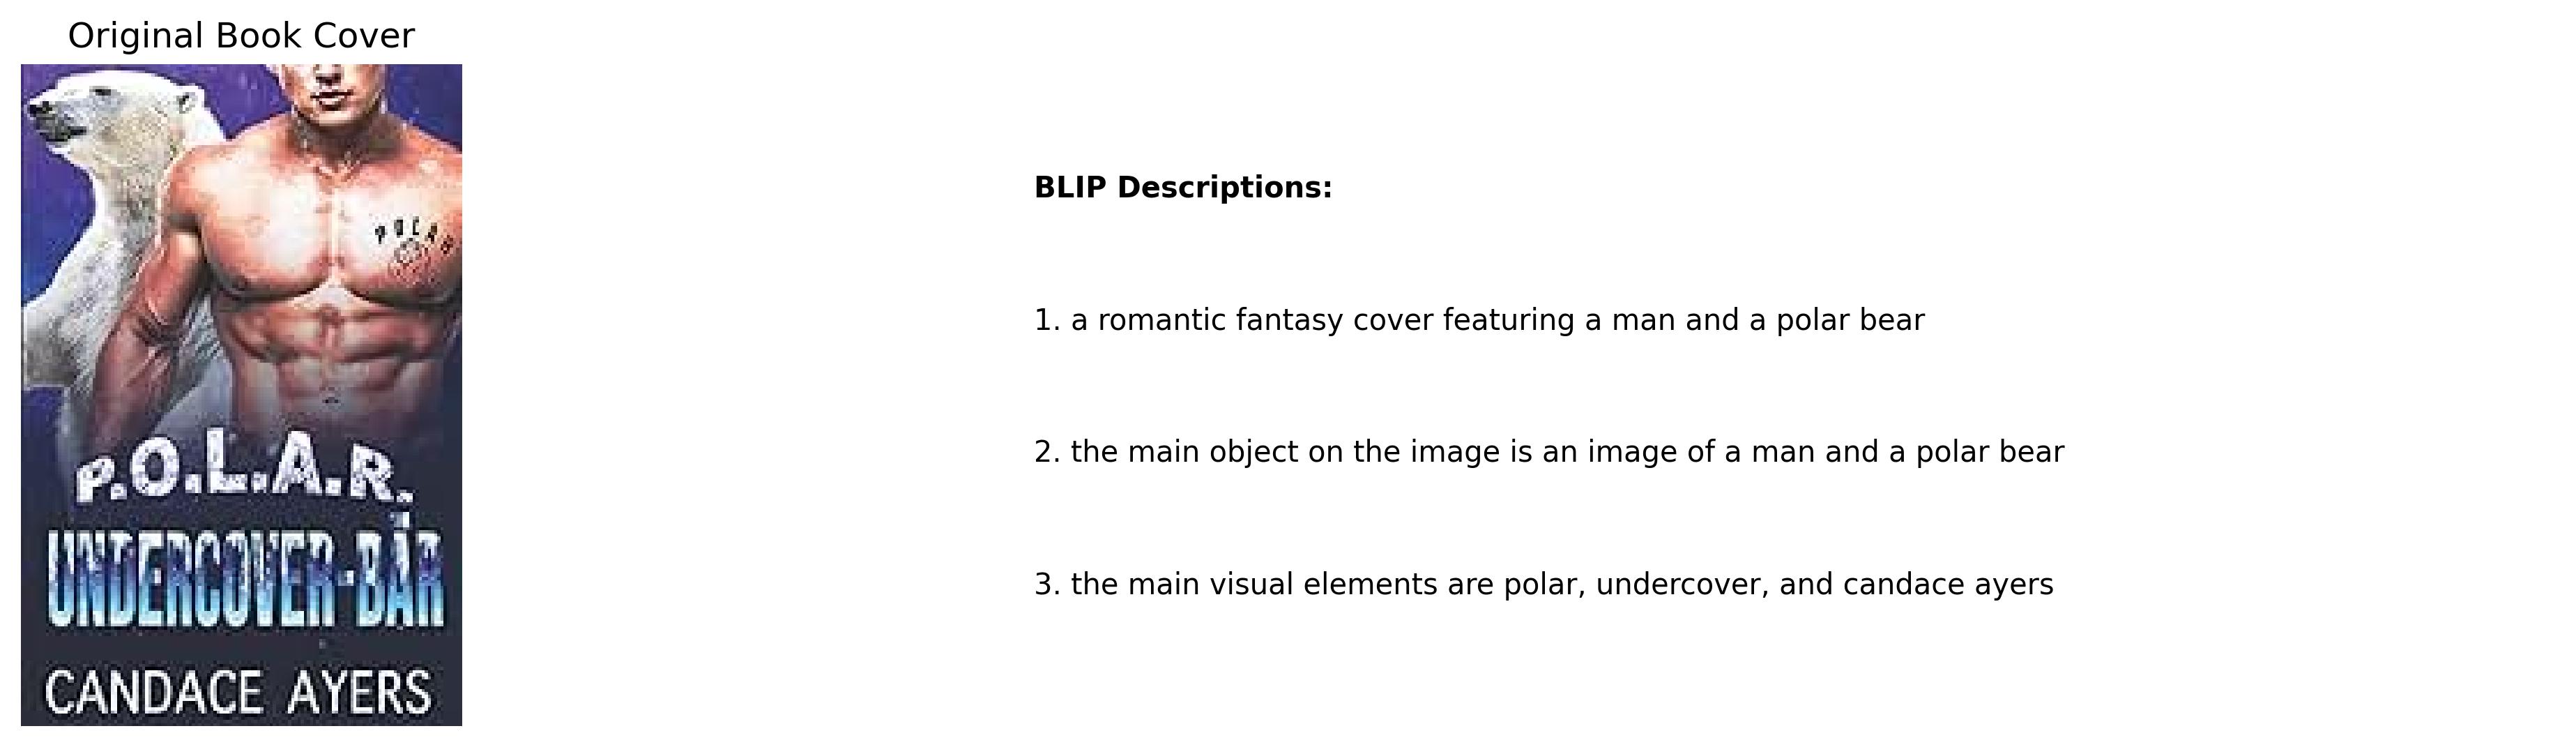 Original Book Cover
POLAR
P.O.L.A.R.
UNDERCOVER-BÄR
CANDACE AYERS
BLIP Descriptions:
1. a romantic fantasy cover featuring a man and a polar bear
2. the main object on the image is an image of a man and a polar bear
3. the main visual elements are polar, undercover, and candace ayers